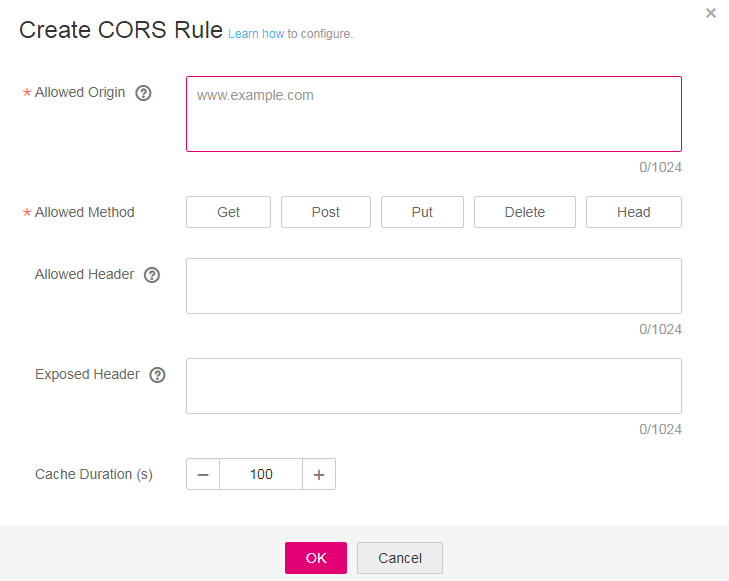 ×
Create CORS Rule Learn how to configure.
* Allowed Origin ?
www.example.com
0/1024
* Allowed Method Get Post Put Delete Head
Allowed Header ?
0/1024
Exposed Header ?
0/1024
Cache Duration (s) − 100 +
OK Cancel